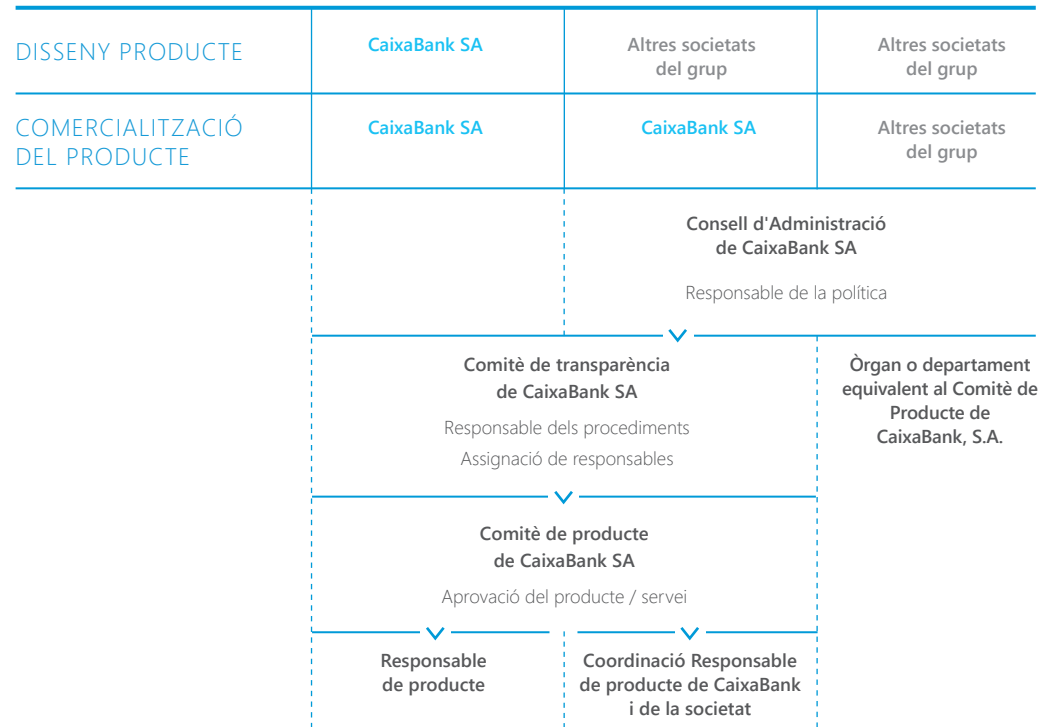 DISSENY PRODUCTE
CaixaBank SA
Altres societats
del grup
Altres societats
del grup
COMERCIALITZACIÓ
DEL PRODUCTE
CaixaBank SA
CaixaBank SA
Altres societats
del grup
Consell d'Administració
de CaixaBank SA
Responsable de la política
Comitè de transparència
de CaixaBank SA
Responsable dels procediments
Assignació de responsables
Òrgan o departament
equivalent al Comitè de
Producte de
CaixaBank, S.A.
Comitè de producte
de CaixaBank SA
Aprovació del producte / servei
Responsable
de producte
Coordinació Responsable
de producte de CaixaBank
i de la societat